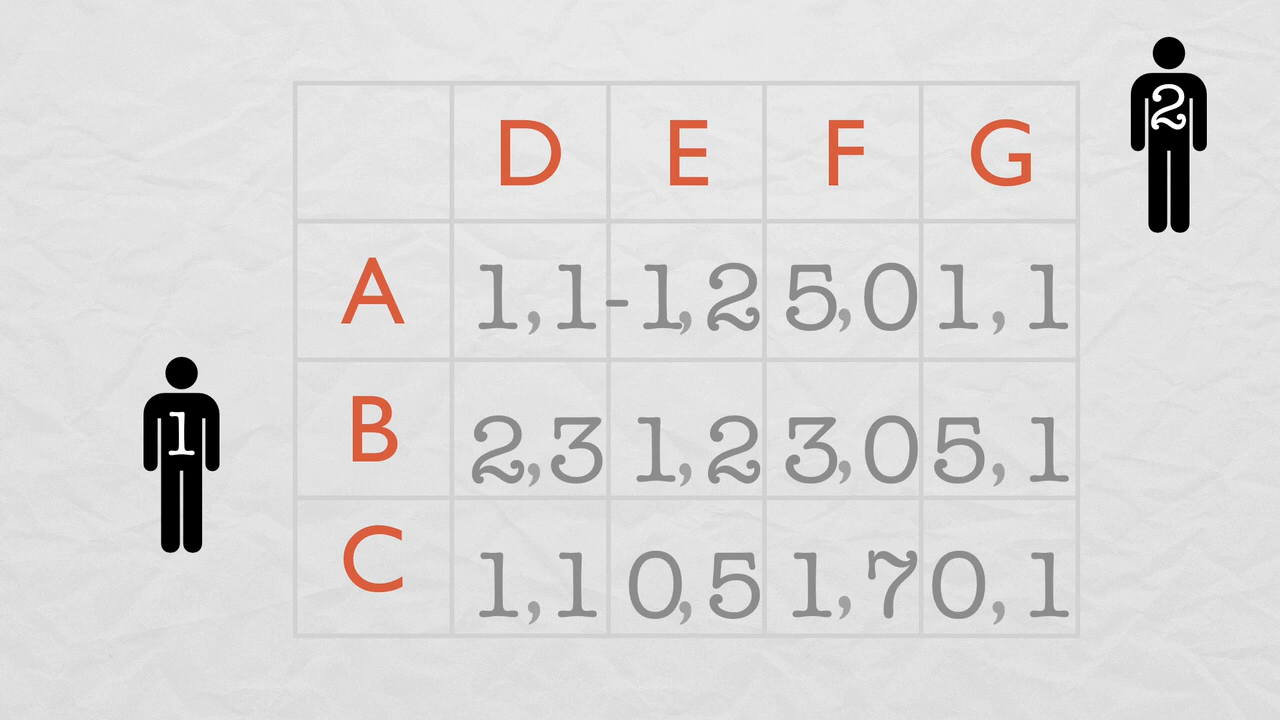 2
D E F G
A 1,1 -1,2 5,0 1,1
1
B 2,3 1,2 3,0 5,1
C 1,1 0,5 1,7 0,1